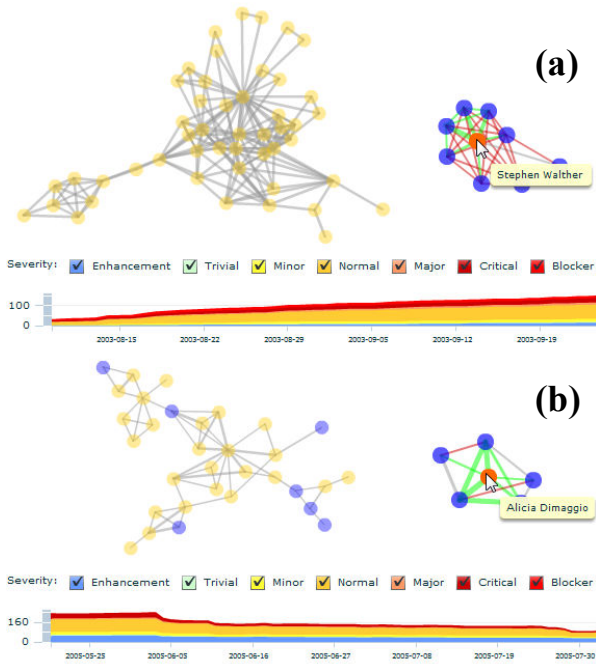 (a)
Stephen Walther
Severity: Enhancement Trivial Minor Normal Major Critical Blocker
100
0
2003-08-15 2003-08-22 2003-08-29 2003-09-05 2003-09-12 2003-09-19
(b)
Alicia Dimaggio
Severity: Enhancement Trivial Minor Normal Major Critical Blocker
160
0
2005-05-25 2005-06-05 2005-06-16 2005-06-27 2005-07-08 2005-07-19 2005-07-30